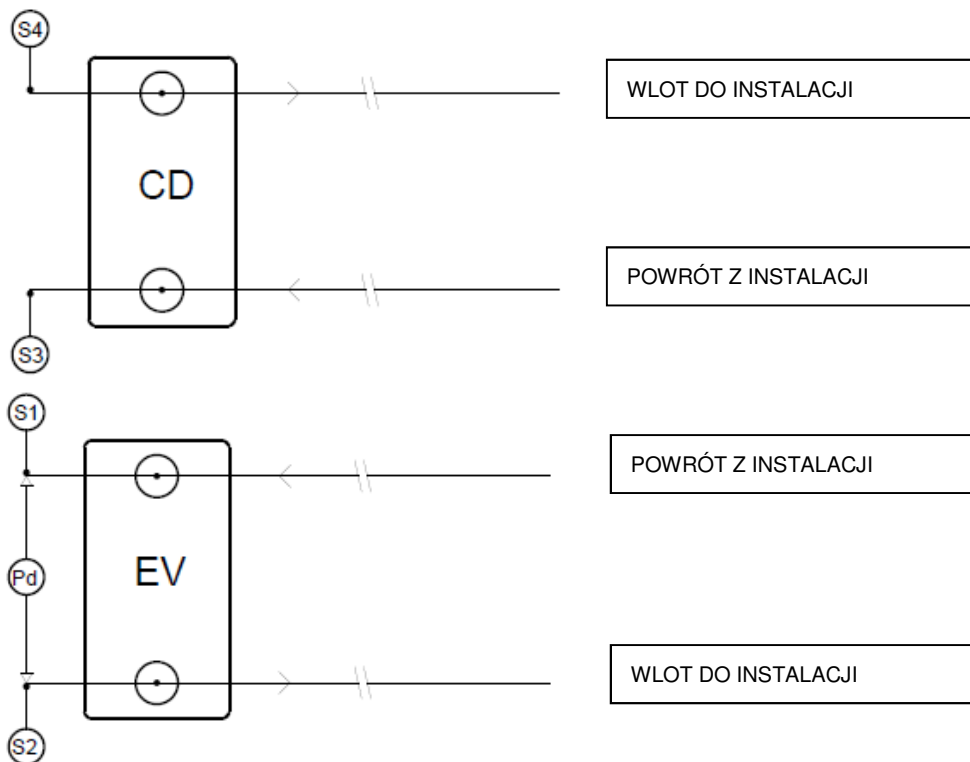 S4
WLOT DO INSTALACJI
CD
POWRÓT Z INSTALACJI
S3
S1
POWRÓT Z INSTALACJI
Pd
EV
WLOT DO INSTALACJI
S2